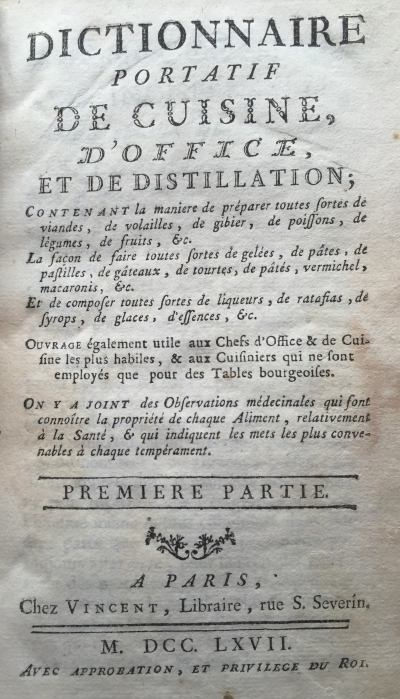 DICTIONNAIRE
PORTATIF
DE CUISINE,
D'OFFICE,
ET DE DISTILLATION;
CONTENANT la maniere de préparer toutes ſortes de
viandes, de volailles, de gibier, de poiſſons, de
légumes, de fruits, &c.
La façon de faire toutes ſortes de gelées, de pâtes, de
paſtilles, de gâteaux, de tourtes, de pâtés, vermichel,
macaronis, &c.
Et de compoſer toutes ſortes de liqueurs, de ratafias, de
ſyrops, de glaces, d'eſſences, &c.
OUVRAGE également utile aux Chefs d'Office & de Cui-
ſine les plus habiles, & aux Cuiſiniers qui ne ſont
employés que pour des Tables bourgeoiſes.
ON Y A JOINT des Obſervations médecinales qui font
connoître la propriété de chaque Aliment, relativement
à la Santé, & qui indiquent les mets les plus conve-
nables à chaque tempérament.
PREMIERE PARTIE.
A PARIS,
Chez VINCENT, Libraire, rue S. Severin.
M. DCC. LXVII.
AVEC APPROBATION, ET PRIVILEGE DU ROI.